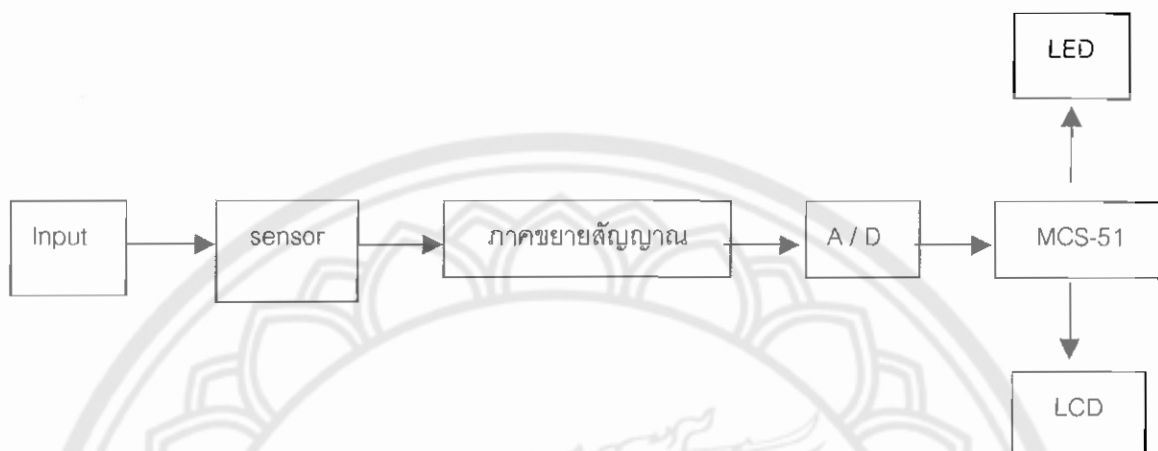 LED
Input
sensor
ภาคขยายสัญญาณ
A / D
MCS-51
LCD